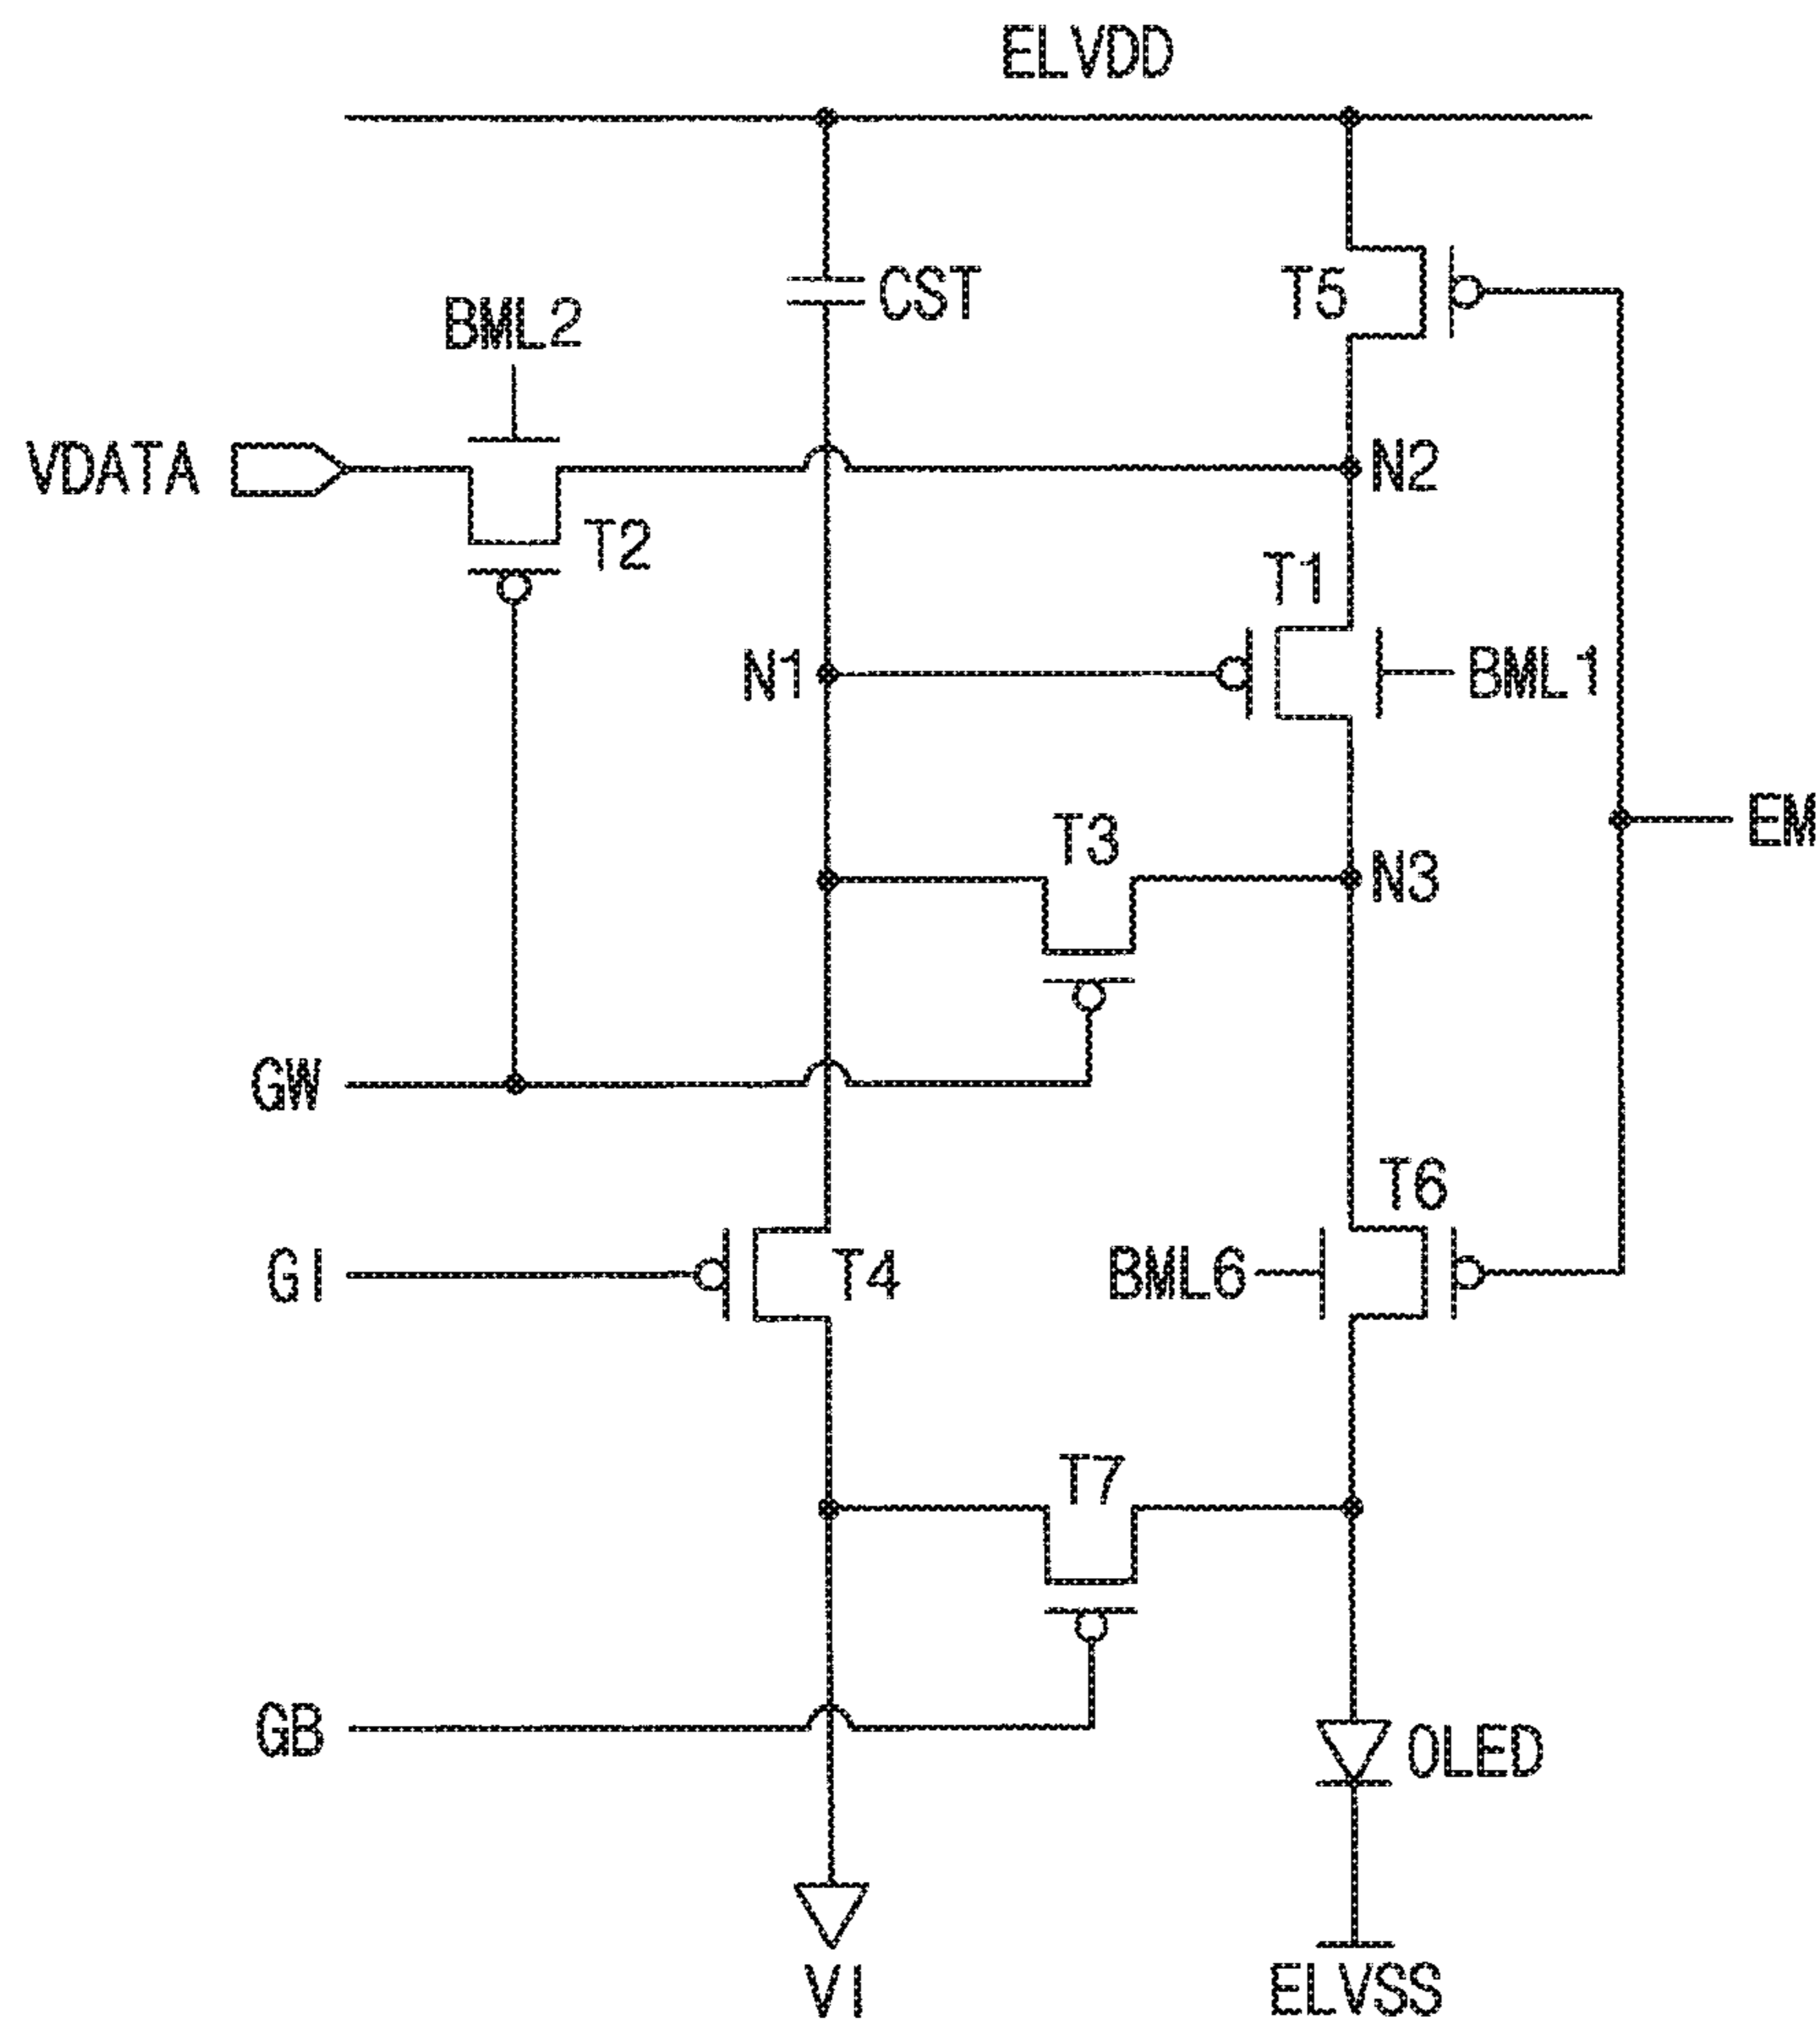 ELVDD
CST
T5
BML2
VDATA
N2
T2
T1
N1
BML1
T3
EM
N3
GW
T6
GI
T4
BML6
T7
GB
OLED
VI
ELVSS